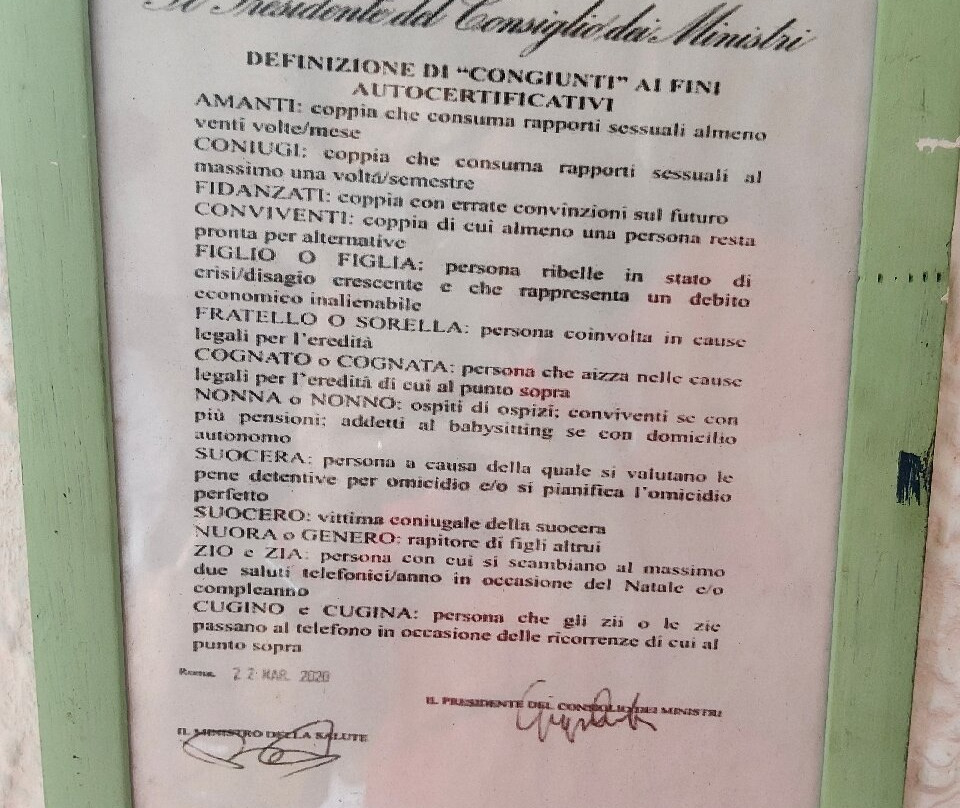 Il Presidente del Consiglio dei Ministri
DEFINIZIONE DI “CONGIUNTI” AI FINI
AUTOCERTIFICATIVI
AMANTI: coppia che consuma rapporti sessuali almeno
venti volte/mese
CONIUGI: coppia che consuma rapporti sessuali al
massimo una volta/semestre
FIDANZATI: coppia con errate convinzioni sul futuro
CONVIVENTI: coppia di cui almeno una persona resta
pronta per alternative
FIGLIO O FIGLIA: persona ribelle in stato di
crisi/disagio crescente e che rappresenta un debito
economico inalienabile
FRATELLO O SORELLA: persona coinvolta in cause
legali per l’eredità
COGNATO o COGNATA: persona che aizza nelle cause
legali per l’eredità di cui al punto sopra
NONNA o NONNO: ospiti di ospizi; conviventi se con
più pensioni; addetti al babysitting se con domicilio
autonomo
SUOCERA: persona a causa della quale si valutano le
pene detentive per omicidio e/o si pianifica l’omicidio
perfetto
SUOCERO: vittima coniugale della suocera
NUORA o GENERO: rapitore di figli altrui
ZIO e ZIA: persona con cui si scambiano al massimo
due saluti telefonici/anno in occasione del Natale e/o
compleanno
CUGINO e CUGINA: persona che gli zii o le zie
passano al telefono in occasione delle ricorrenze di cui al
punto sopra
Roma, 22 MAR. 2020
IL PRESIDENTE DEL CONSIGLIO DEI MINISTRI
IL MINISTRO DELLA SALUTE